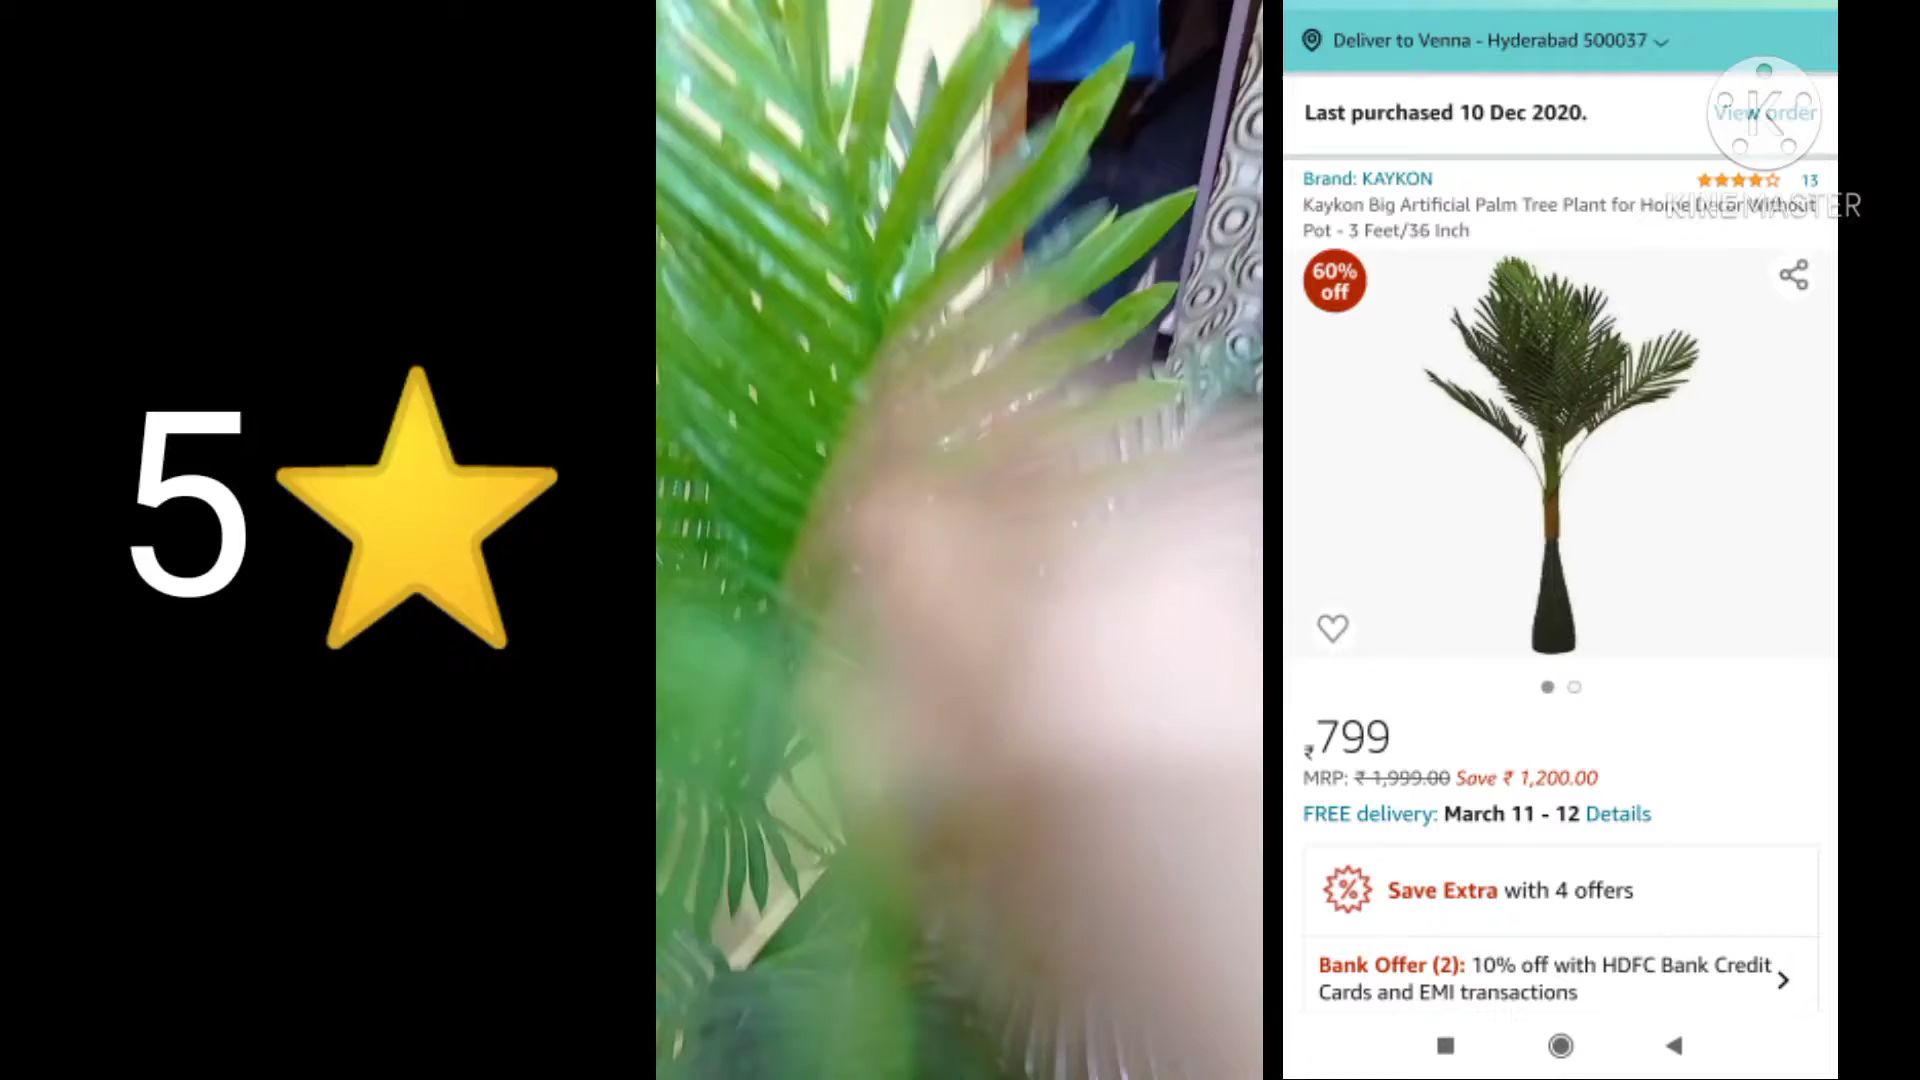 5
Deliver to Venna - Hyderabad 500037
Last purchased 10 Dec 2020.
View order
K
KINEMASTER
Brand: KAYKON
13
Kaykon Big Artificial Palm Tree Plant for Home Decor Without
Pot - 3 Feet/36 Inch
60%
off
₹799
MRP: ₹ 1,999.00 Save ₹ 1,200.00
FREE delivery: March 11 - 12 Details
% Save Extra with 4 offers
Bank Offer (2): 10% off with HDFC Bank Credit
Cards and EMI transactions